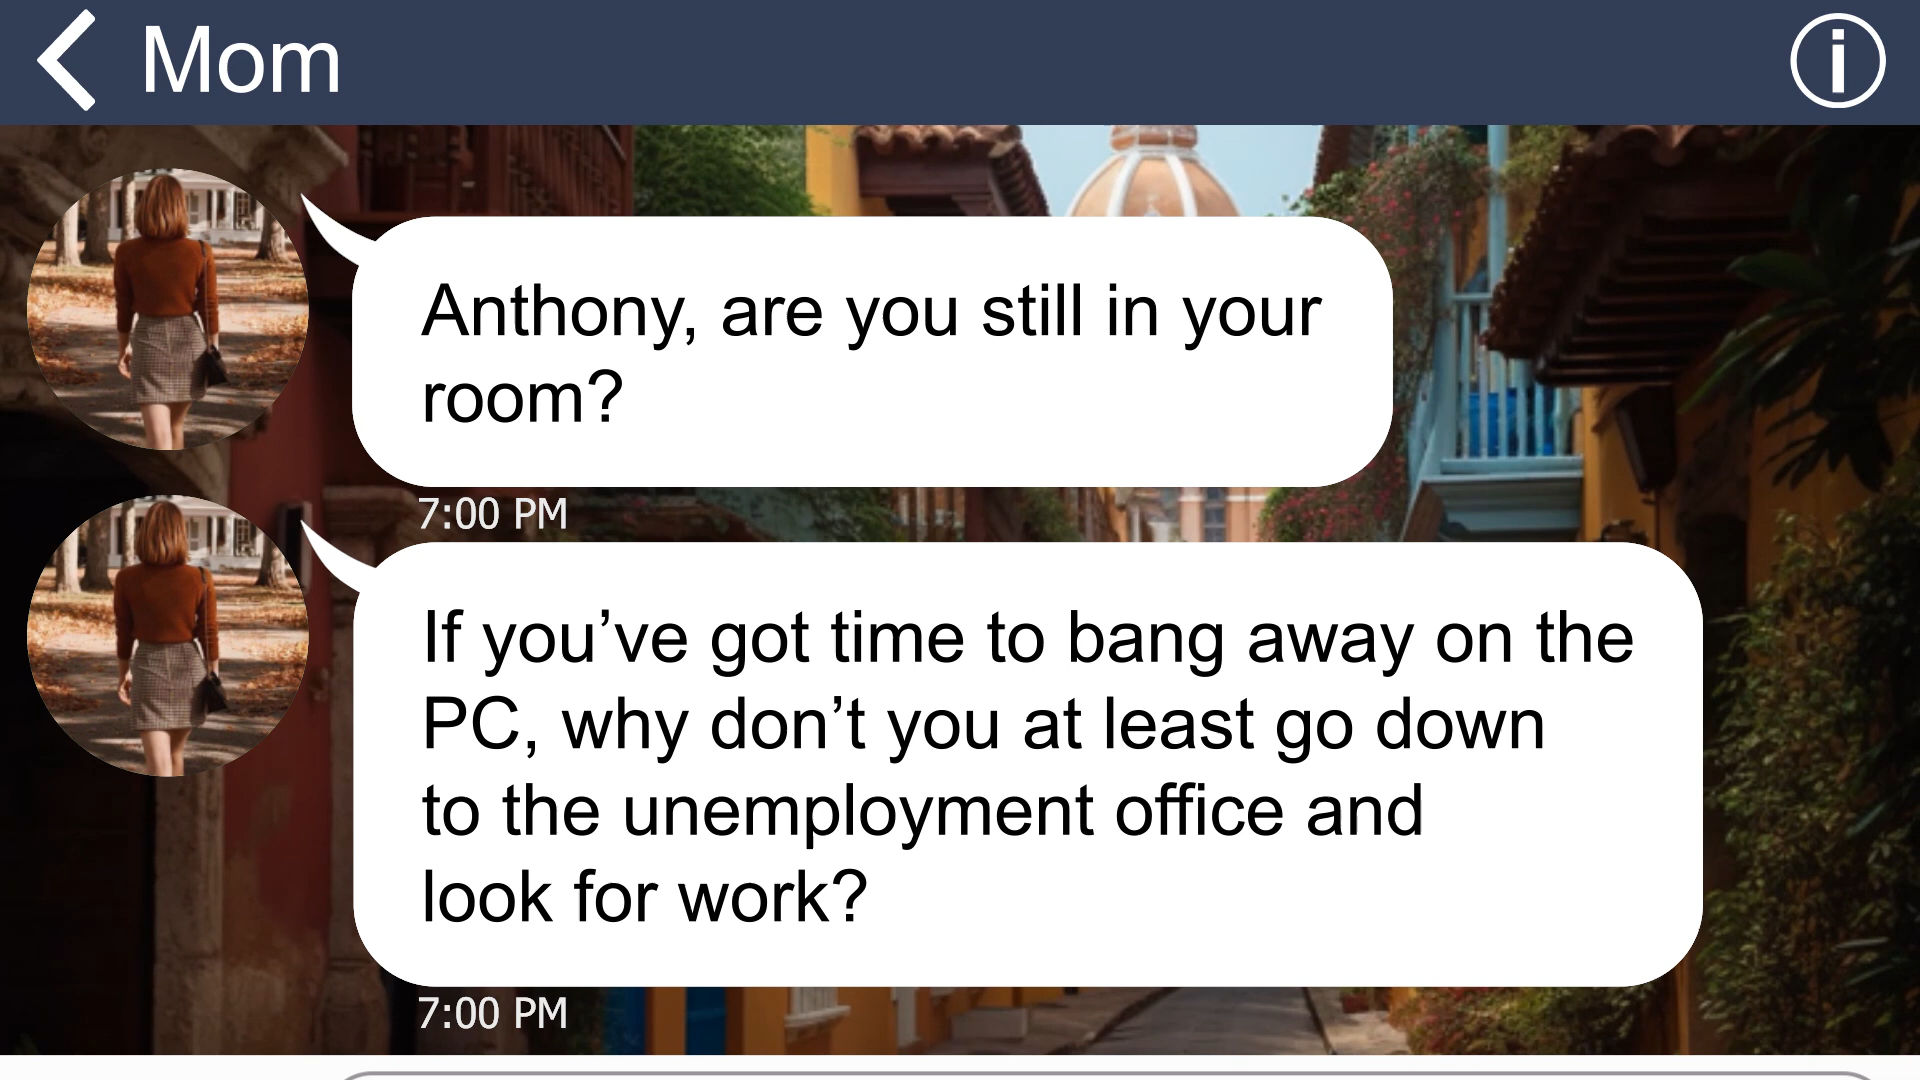 Mom
Anthony, are you still in your
room?
7:00 PM
If you’ve got time to bang away on the
PC, why don’t you at least go down
to the unemployment office and
look for work?
7:00 PM